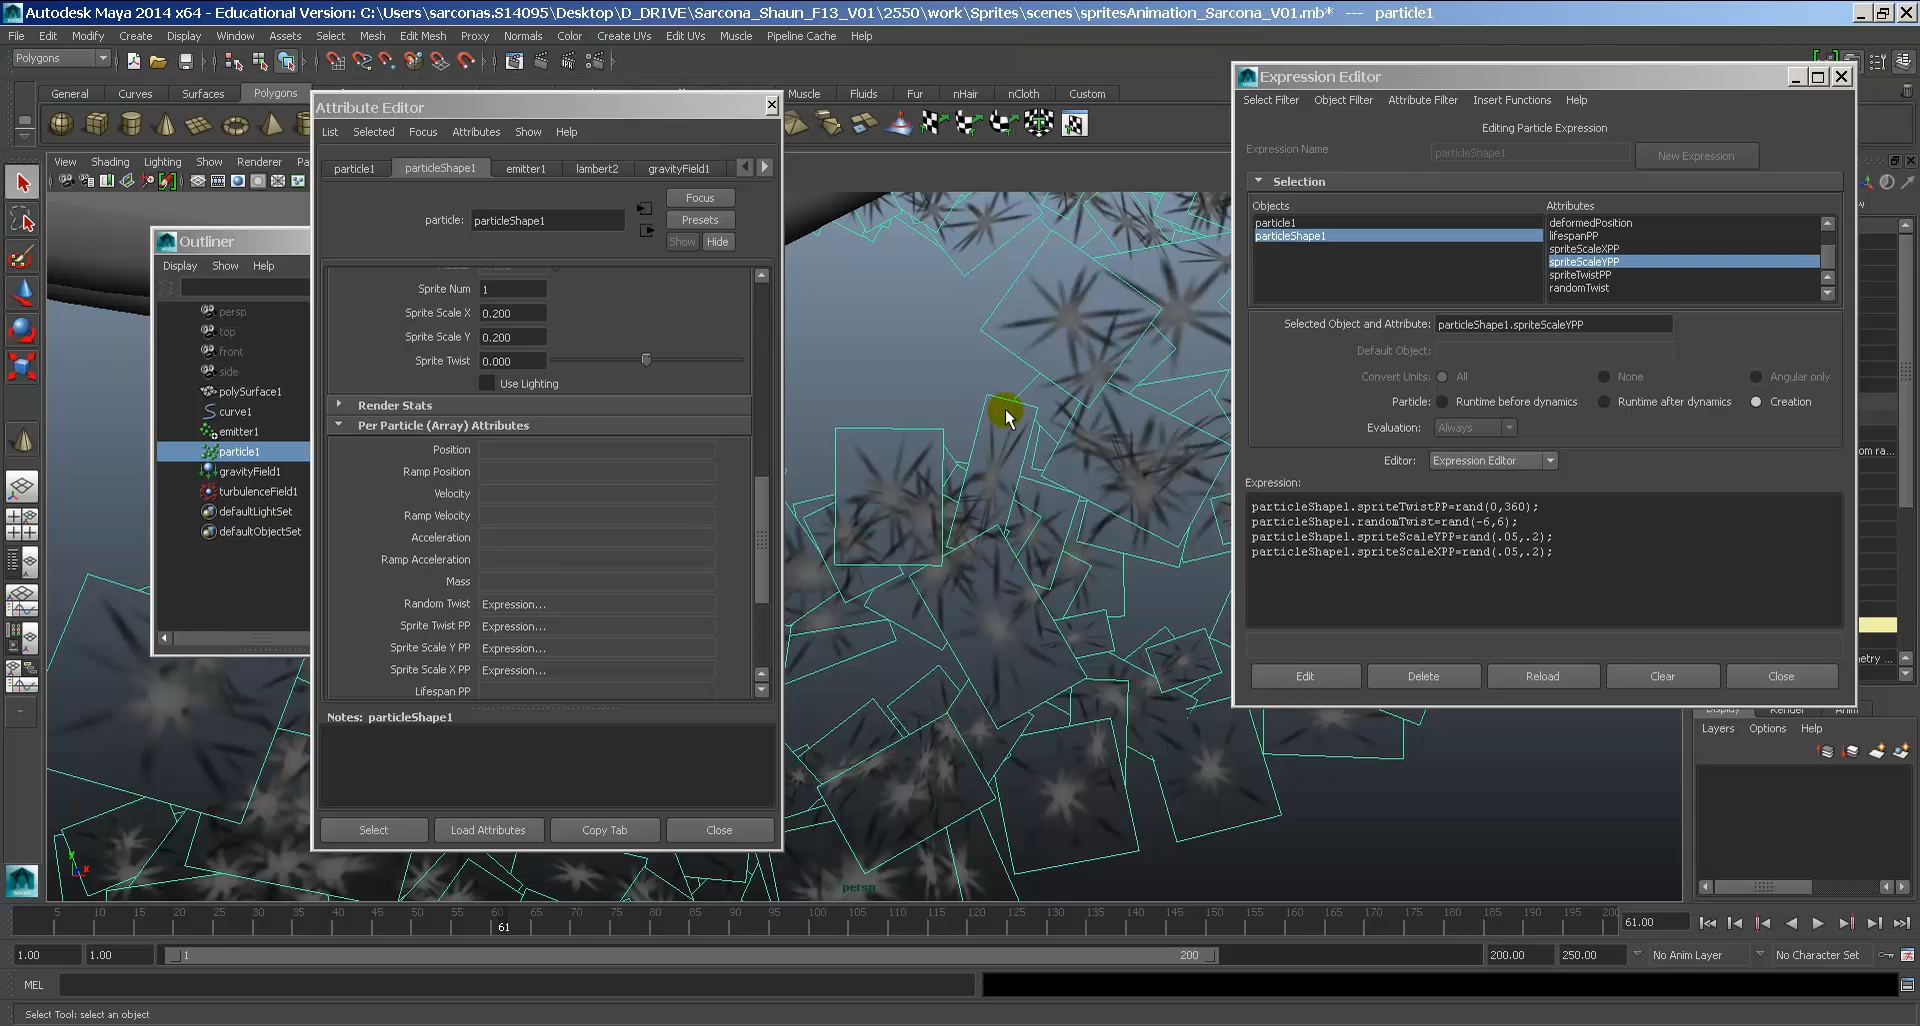 Autodesk Maya 2014 x64 - Educational Version: C:\Users\sarconas.S14095\Desktop\D_DRIVE\Sarcona_Shaun_F13_V01\2550\work\Sprites\scenes\spritesAnimation_Sarcona_V01.mb* --- particle1
File Edit Modify Create Display Window Assets Select Mesh Edit Mesh Proxy Normals Color Create UVs Edit UVs Muscle Pipeline Cache Help
Polygons
General Curves Surfaces Polygons Muscle Fluids Fur nHair nCloth Custom
View Shading Lighting Show Renderer Pa
Outliner
Display Show Help
persp
top
front
side
polySurface1
curve1
emitter1
particle1
gravityField1
turbulenceField1
defaultLightSet
defaultObjectSet
Attribute Editor
List Selected Focus Attributes Show Help
particle1 particleShape1 emitter1 lambert2 gravityField1
particle: particleShape1
Focus
Presets
Show Hide
Sprite Num 1
Sprite Scale X 0.200
Sprite Scale Y 0.200
Sprite Twist 0.000
Use Lighting
Render Stats
Per Particle (Array) Attributes
Position
Ramp Position
Velocity
Ramp Velocity
Acceleration
Ramp Acceleration
Mass
Random Twist Expression...
Sprite Twist PP Expression...
Sprite Scale Y PP Expression...
Sprite Scale X PP Expression...
Lifespan PP
Notes: particleShape1
Select Load Attributes Copy Tab Close
persp
Expression Editor
Select Filter Object Filter Attribute Filter Insert Functions Help
Editing Particle Expression
Expression Name particleShape1 New Expression
Selection
Objects Attributes
particle1
particleShape1
deformedPosition
lifespanPP
spriteScaleXPP
spriteScaleYPP
spriteTwistPP
randomTwist
Selected Object and Attribute: particleShape1.spriteScaleYPP
Default Object:
Convert Units: All None Angular only
Particle: Runtime before dynamics Runtime after dynamics Creation
Evaluation: Always
Editor: Expression Editor
Expression:
particleShape1.spriteTwistPP=rand(0,360);
particleShape1.randomTwist=rand(-6,6);
particleShape1.spriteScaleYPP=rand(.05,.2);
particleShape1.spriteScaleXPP=rand(.05,.2);
Edit Delete Reload Clear Close
om ra...
etry ...
Display Render Anim
Layers Options Help
5 10 15 20 25 30 35 40 45 50 55 60 65 70 75 80 85 90 95 100 105 110 115 120 125 130 135 140 145 150 155 160 165 170 175 180 185 190 195 200
61
61.00
1.00 1.00 1 200 200.00 250.00 No Anim Layer No Character Set
MEL
Select Tool: select an object